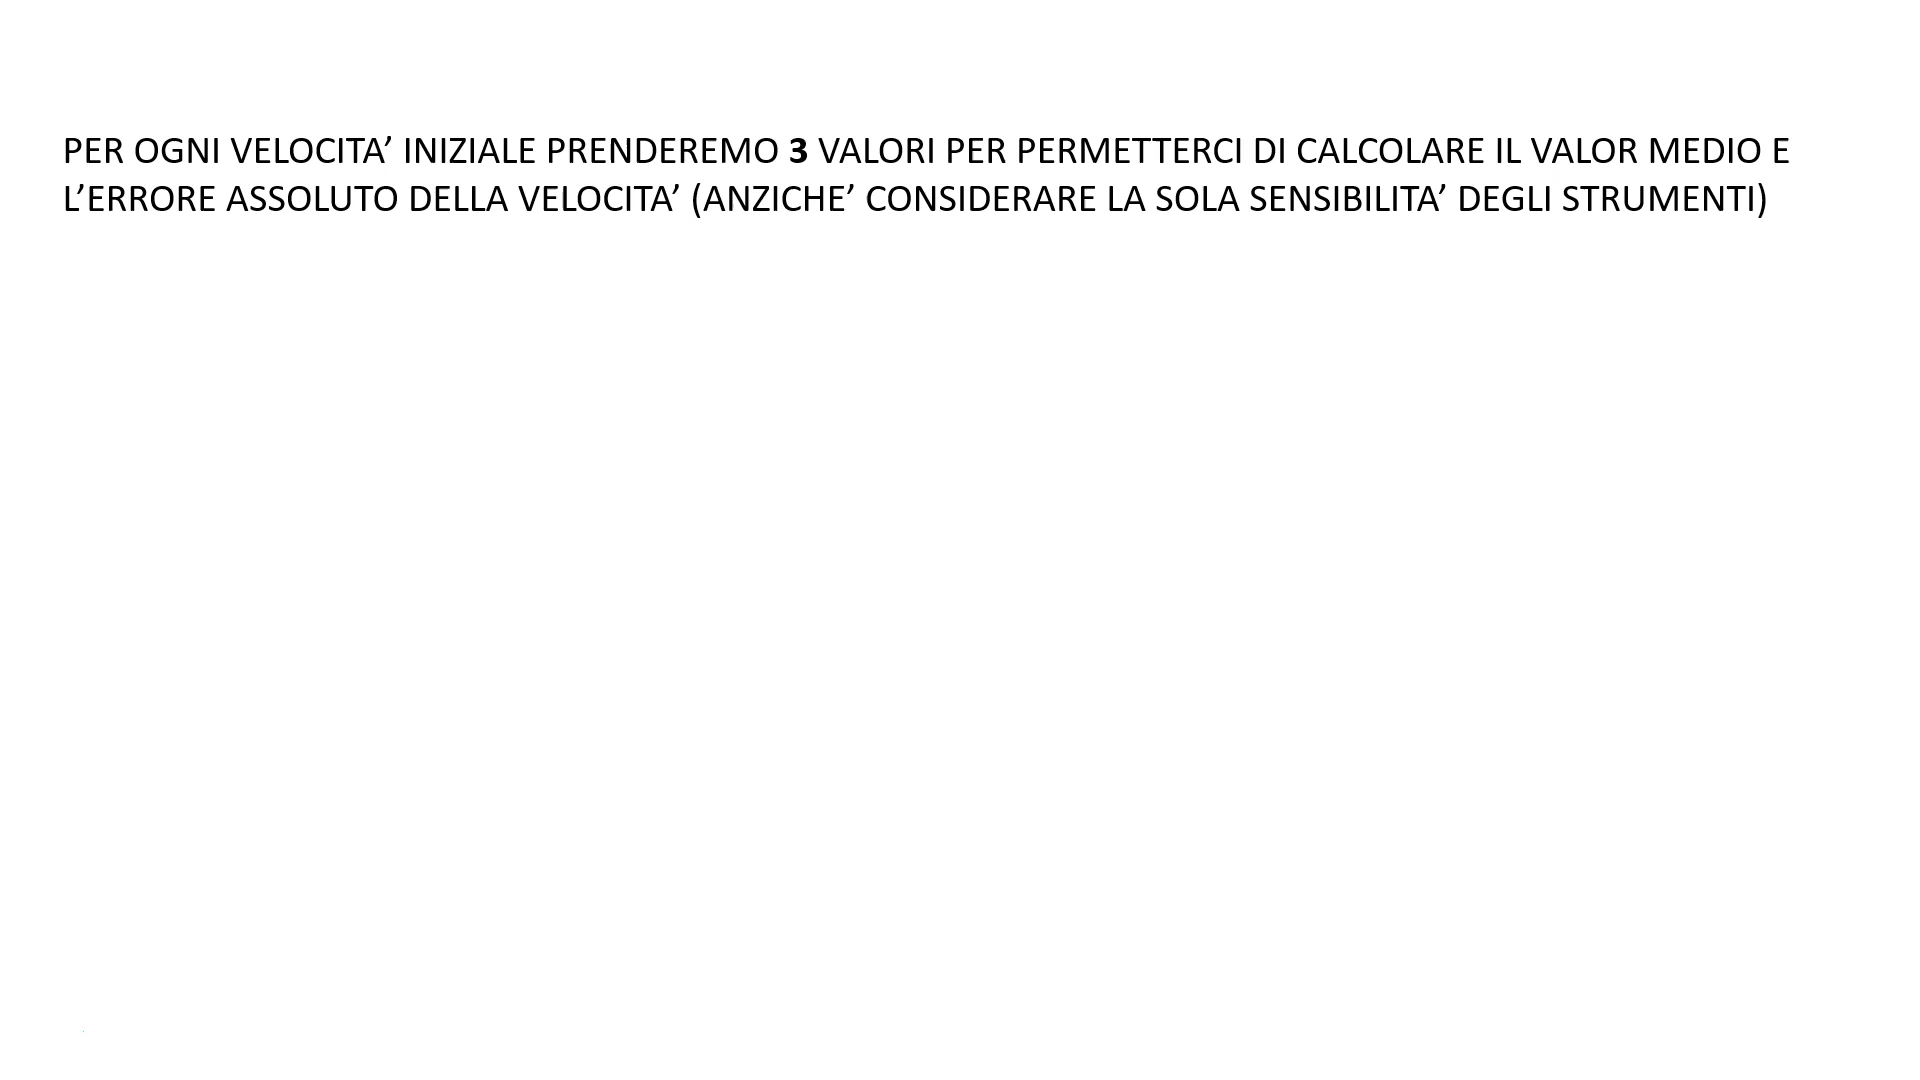 PER OGNI VELOCITA’ INIZIALE PRENDEREMO 3 VALORI PER PERMETTERCI DI CALCOLARE IL VALOR MEDIO E
L’ERRORE ASSOLUTO DELLA VELOCITA’ (ANZICHE’ CONSIDERARE LA SOLA SENSIBILITA’ DEGLI STRUMENTI)